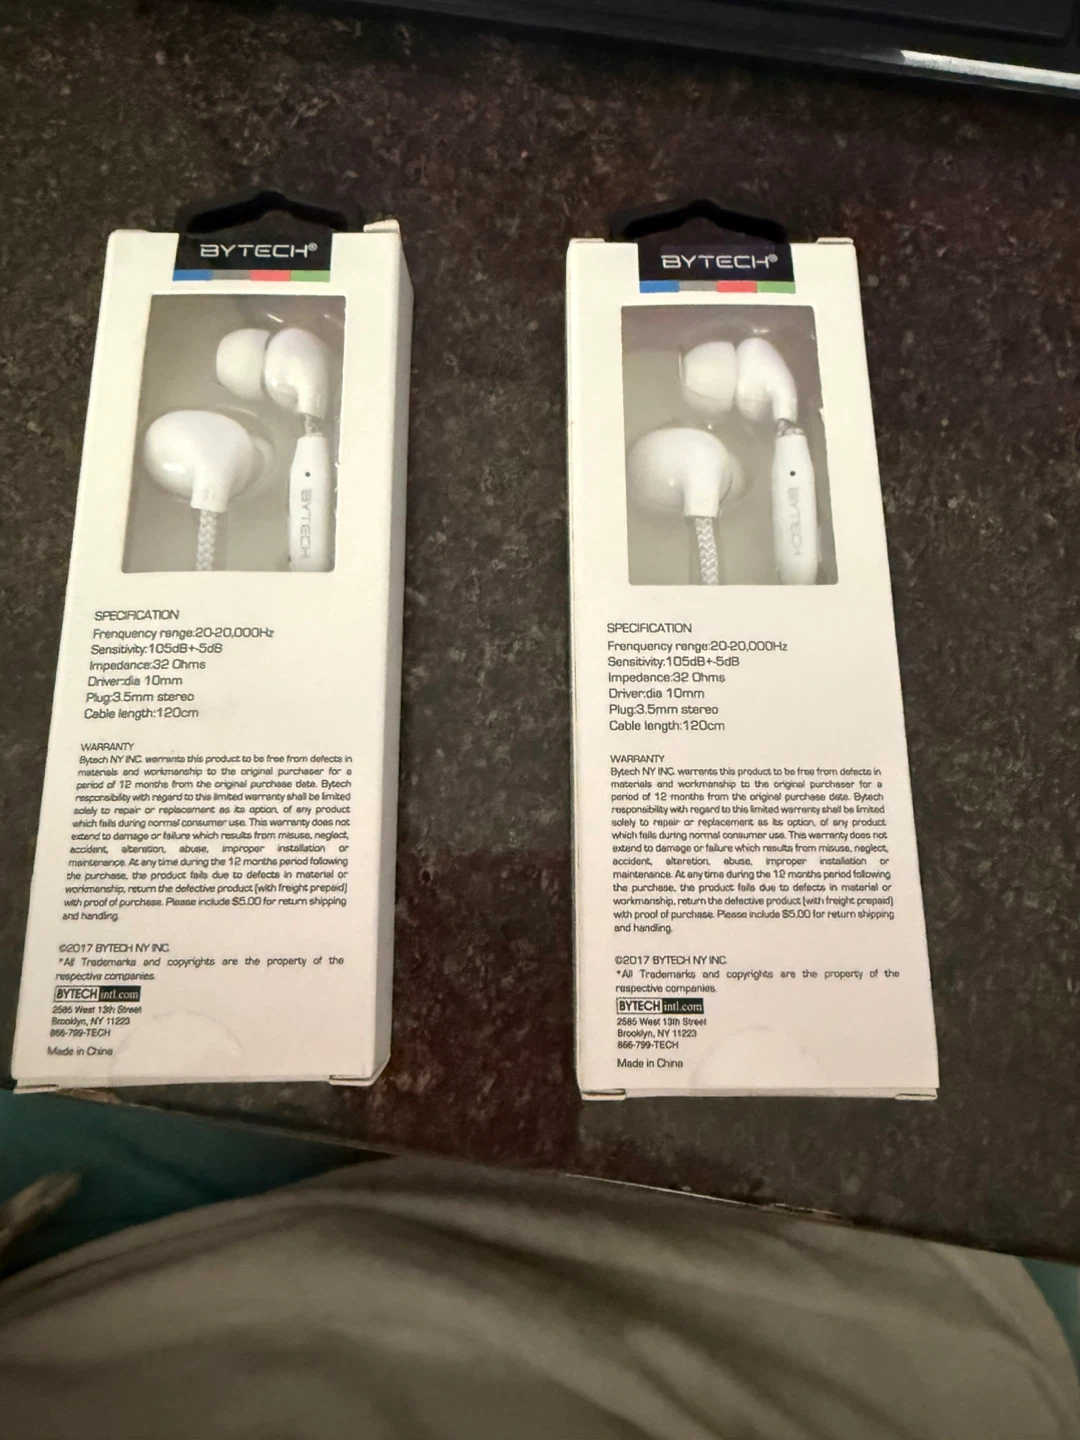 BYTECH®
BYTECH
SPECIFICATION
Frenquency range:20-20,000Hz
Sensitivity:105dB+-5dB
Impedance:32 Ohms
Driver:dia 10mm
Plug:3.5mm stereo
Cable length:120cm
WARRANTY
Bytech NY INC. warrants this product to be free from defects in
materials and workmanship to the original purchaser for a
period of 12 months from the original purchase date. Bytech
responsibility with regard to this limited warranty shall be limited
solely to repair or replacement as its option, of any product
which fails during normal consumer use. This warranty does not
extend to damage or failure which results from misuse, neglect,
accident, alteration, abuse, improper installation or
maintenance. At any time during the 12 months period following
the purchase, the product fails due to defects in material or
workmanship, return the defective product (with freight prepaid)
with proof of purchase. Please include $5.00 for return shipping
and handling.
©2017 BYTECH NY INC.
*All Trademarks and copyrights are the property of the
respective companies.
BYTECH intl.com
2585 West 13th Street
Brooklyn, NY 11223
866-799-TECH
Made in China
BYTECH®
BYTECH
SPECIFICATION
Frenquency range:20-20,000Hz
Sensitivity:105dB+-5dB
Impedance:32 Ohms
Driver:dia 10mm
Plug:3.5mm stereo
Cable length:120cm
WARRANTY
Bytech NY INC. warrants this product to be free from defects in
materials and workmanship to the original purchaser for a
period of 12 months from the original purchase date. Bytech
responsibility with regard to this limited warranty shall be limited
solely to repair or replacement as its option, of any product
which fails during normal consumer use. This warranty does not
extend to damage or failure which results from misuse, neglect,
accident, alteration, abuse, improper installation or
maintenance. At any time during the 12 months period following
the purchase, the product fails due to defects in material or
workmanship, return the defective product (with freight prepaid)
with proof of purchase. Please include $5.00 for return shipping
and handling.
©2017 BYTECH NY INC.
*All Trademarks and copyrights are the property of the
respective companies.
BYTECH intl.com
2585 West 13th Street
Brooklyn, NY 11223
866-799-TECH
Made in China